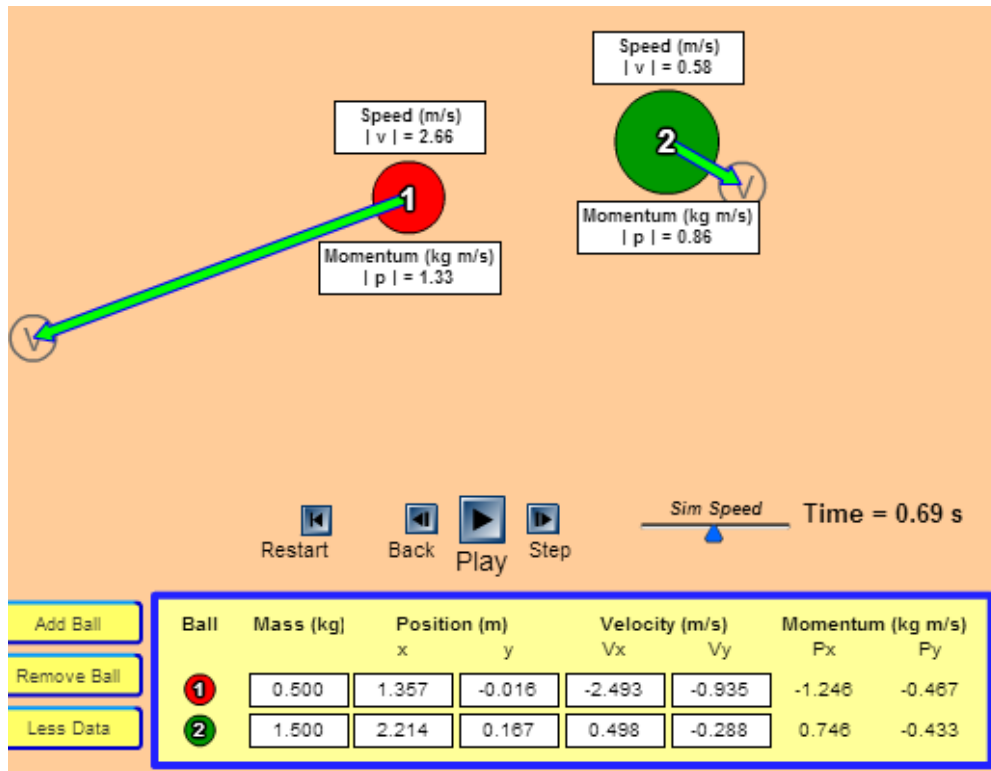 Speed (m/s)
| v | = 0.58
2
Speed (m/s)
| v | = 2.66
V
1
Momentum (kg m/s)
| p | = 0.86
Momentum (kg m/s)
| p | = 1.33
V
Sim Speed
Time = 0.69 s
Restart
Back
Play
Step
Add Ball
Remove Ball
Less Data
Ball Mass (kg) Position (m) Velocity (m/s) Momentum (kg m/s)
x y Vx Vy Px Py
1 0.500 1.357 -0.016 -2.493 -0.935 -1.246 -0.467
2 1.500 2.214 0.167 0.498 -0.288 0.746 -0.433